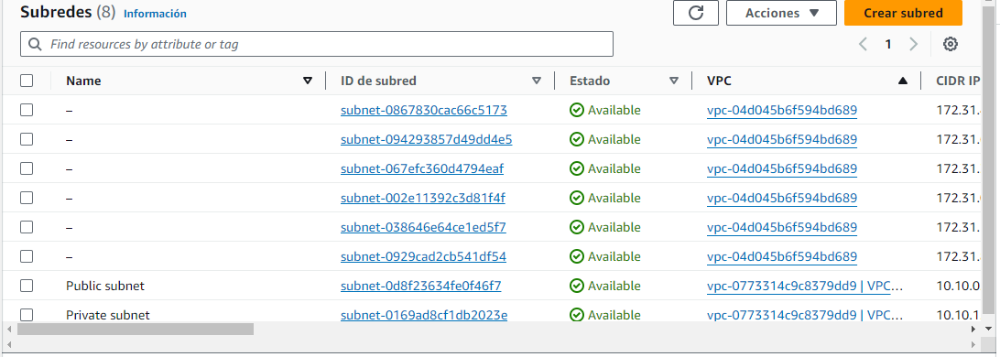 Subredes (8) Información Acciones Crear subred
Find resources by attribute or tag 1
Name ID de subred Estado VPC CIDR IP
– subnet-0867830cac66c5173 Available vpc-04d045b6f594bd689 172.31.
– subnet-094293857d49dd4e5 Available vpc-04d045b6f594bd689 172.31.
– subnet-067efc360d4794eaf Available vpc-04d045b6f594bd689 172.31.
– subnet-002e11392c3d81f4f Available vpc-04d045b6f594bd689 172.31.
– subnet-038646e64ce1ed5f7 Available vpc-04d045b6f594bd689 172.31.
– subnet-0929cad2cb541df54 Available vpc-04d045b6f594bd689 172.31.
Public subnet subnet-0d8f23634fe0f46f7 Available vpc-0773314c9c8379dd9 | VPC… 10.10.0
Private subnet subnet-0169ad8cf1db2023e Available vpc-0773314c9c8379dd9 | VPC… 10.10.1